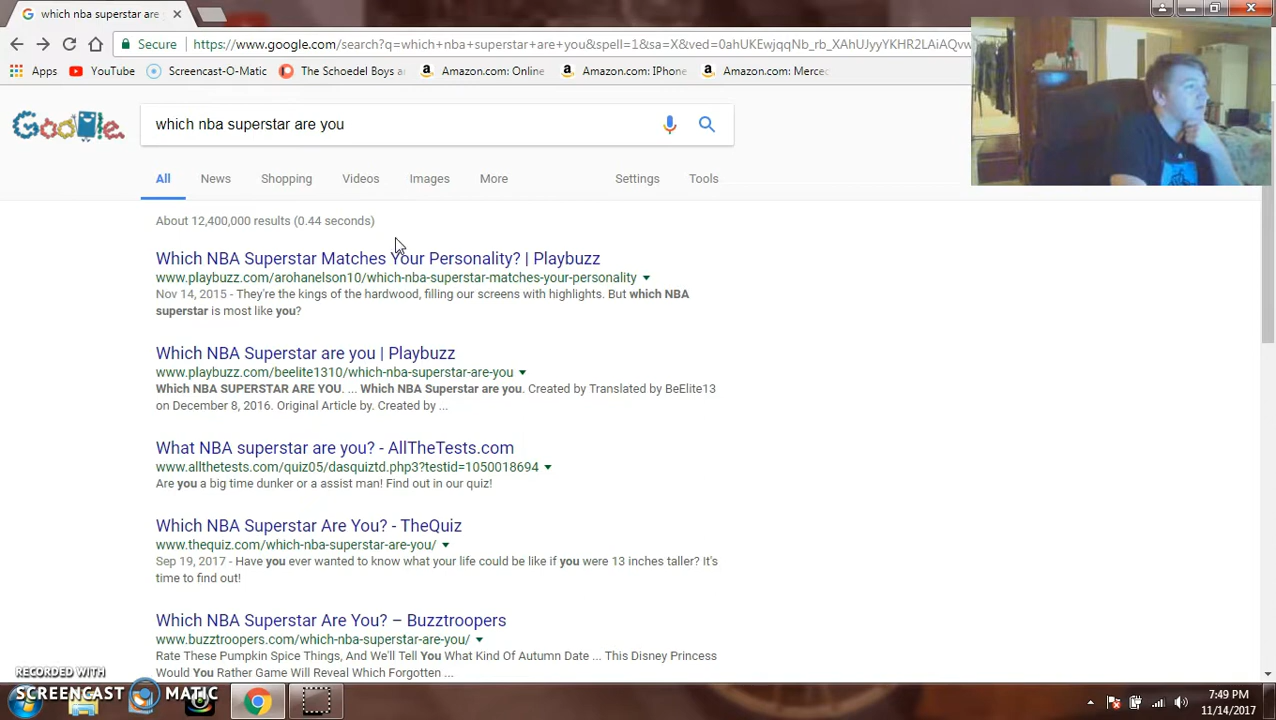 which nba superstar are
Secure
https://www.google.com/search?q=which+nba+superstar+are+you&spell=1&sa=X&ved=0ahUKEwjqqNb_rb_XAhUJyyYKHR2LAiAQvw
Apps
YouTube
Screencast-O-Matic
The Schoedel Boys a
Amazon.com: Online
Amazon.com: IPhone
Amazon.com: Merce
Google
which nba superstar are you
All
News
Shopping
Videos
Images
More
Settings
Tools
About 12,400,000 results (0.44 seconds)
Which NBA Superstar Matches Your Personality? | Playbuzz
www.playbuzz.com/arohanelson10/which-nba-superstar-matches-your-personality
Nov 14, 2015 - They're the kings of the hardwood, filling our screens with highlights. But which NBA
superstar is most like you?
Which NBA Superstar are you | Playbuzz
www.playbuzz.com/beelite1310/which-nba-superstar-are-you
Which NBA SUPERSTAR ARE YOU. ... Which NBA Superstar are you. Created by Translated by BeElite13
on December 8, 2016. Original Article by. Created by ...
What NBA superstar are you? - AllTheTests.com
www.allthetests.com/quiz05/dasquiztd.php3?testid=1050018694
Are you a big time dunker or a assist man! Find out in our quiz!
Which NBA Superstar Are You? - TheQuiz
www.thequiz.com/which-nba-superstar-are-you/
Sep 19, 2017 - Have you ever wanted to know what your life could be like if you were 13 inches taller? It's
time to find out!
Which NBA Superstar Are You? – Buzztroopers
www.buzztroopers.com/which-nba-superstar-are-you/
Rate These Pumpkin Spice Things, And We'll Tell You What Kind Of Autumn Date ... This Disney Princess
Would You Rather Game Will Reveal Which Forgotten ...
RECORDED WITH
SCREENCAST MATIC
7:49 PM
11/14/2017